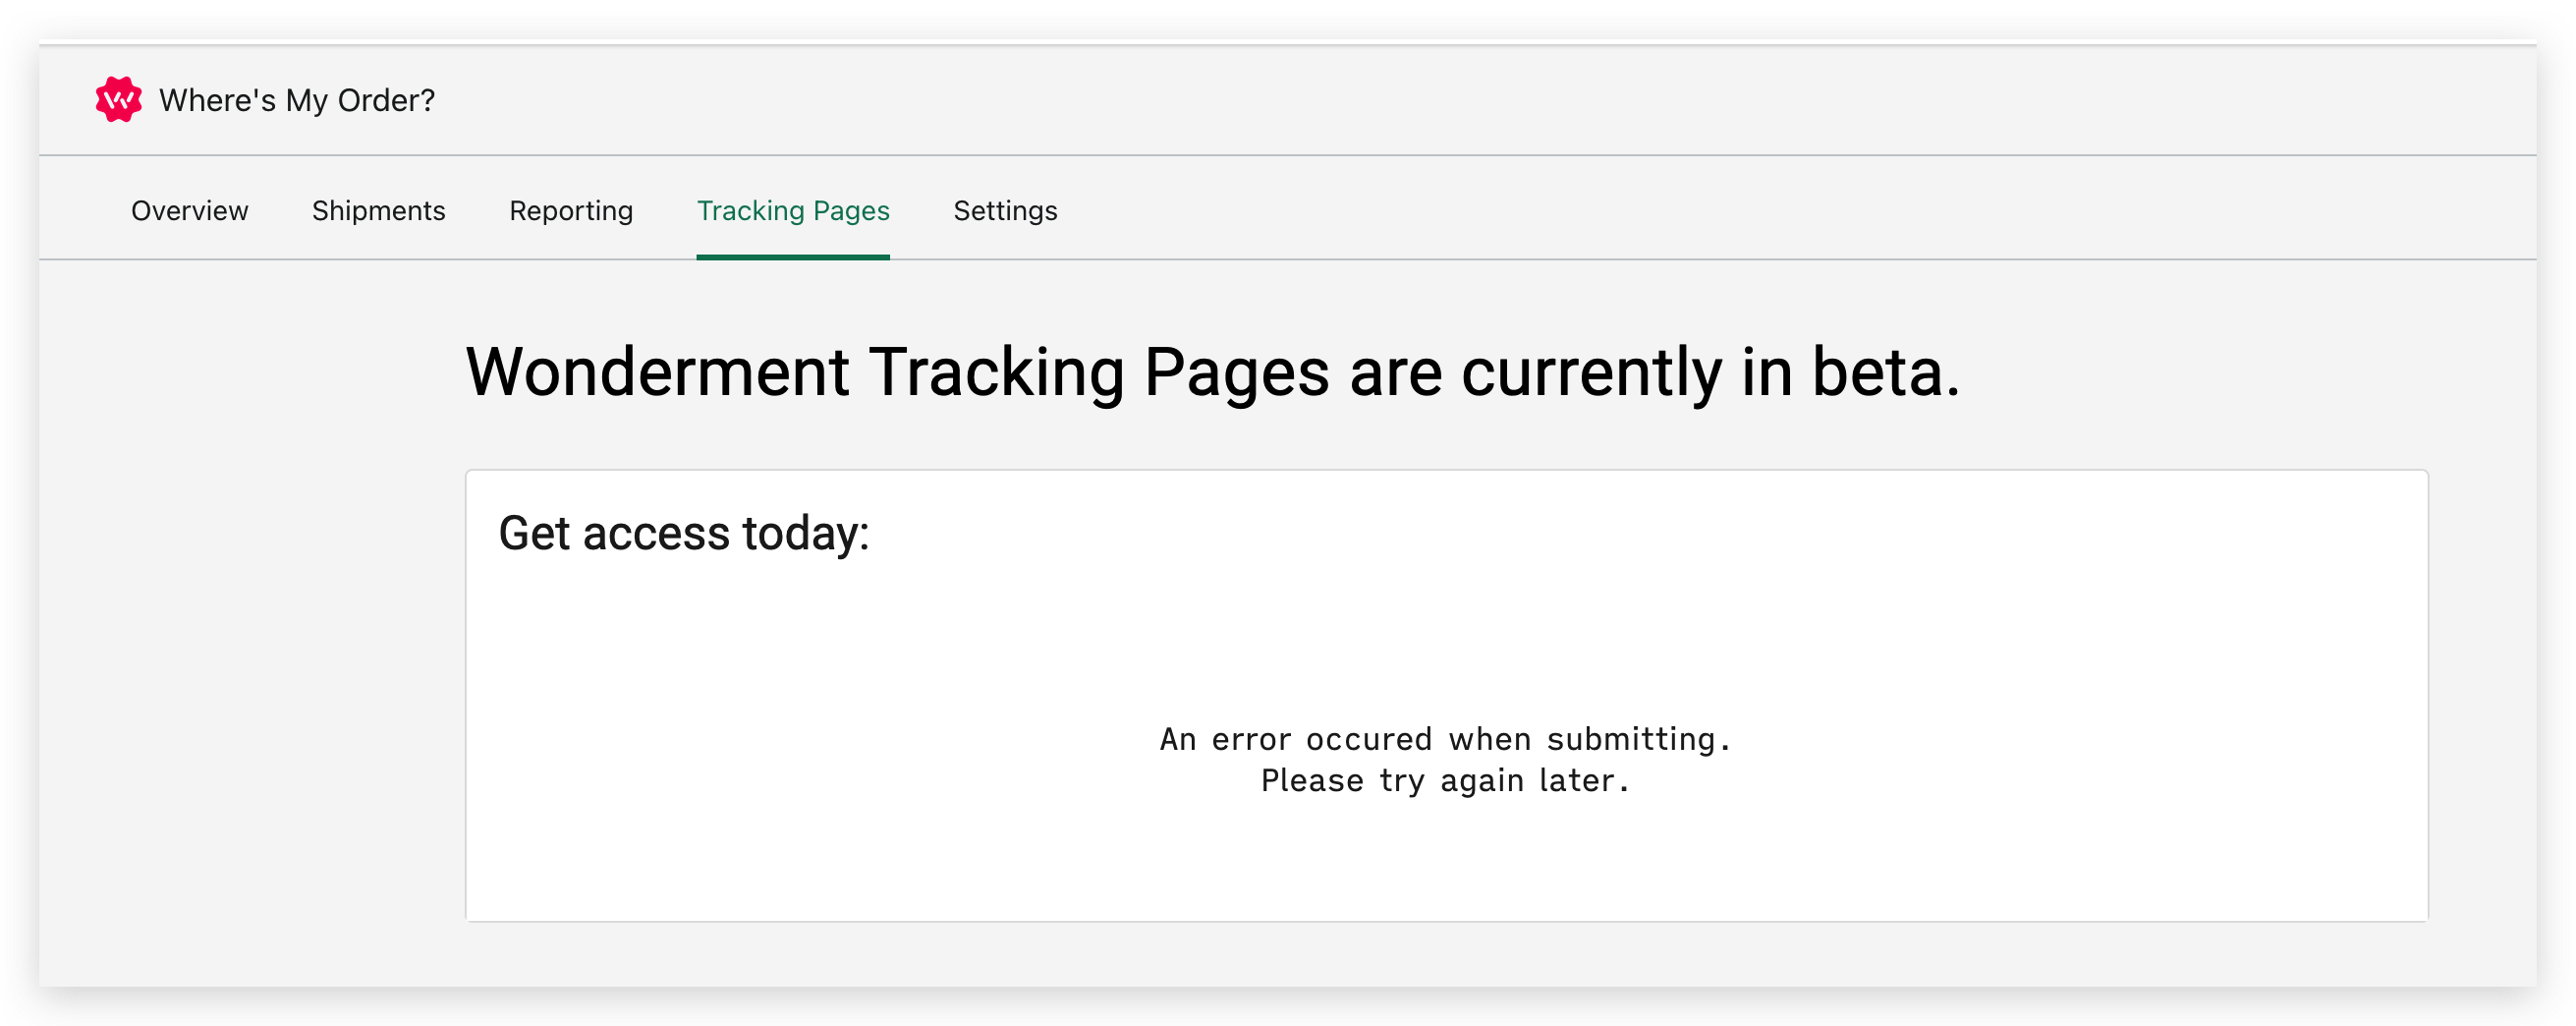 Where's My Order?
Overview Shipments Reporting Tracking Pages Settings
Wonderment Tracking Pages are currently in beta.
Get access today:
An error occured when submitting.
Please try again later.